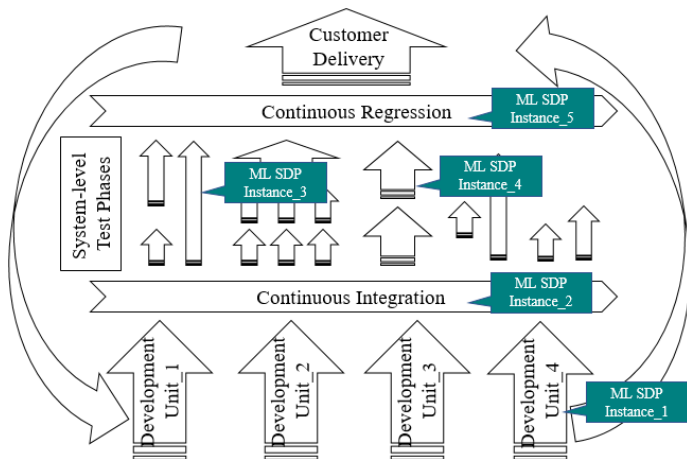 Customer
Delivery
ML SDP
Instance_5
Continuous Regression
System-level
Test Phases
ML SDP
Instance_3
ML SDP
Instance_4
ML SDP
Instance_2
Continuous Integration
Development
Unit_1
Development
Unit_2
Development
Unit_3
Development
Unit_4
ML SDP
Instance_1